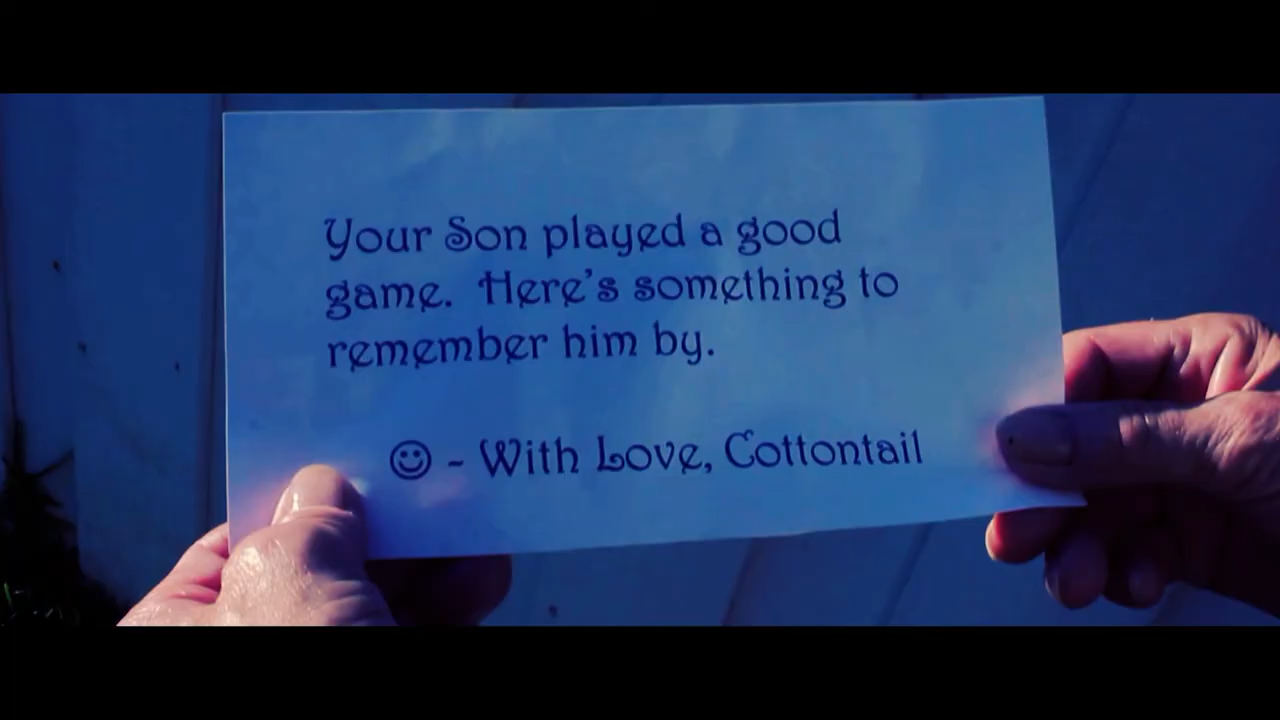 Your Son played a good
game. Here's something to
remember him by.
☺ - With Love, Cottontail